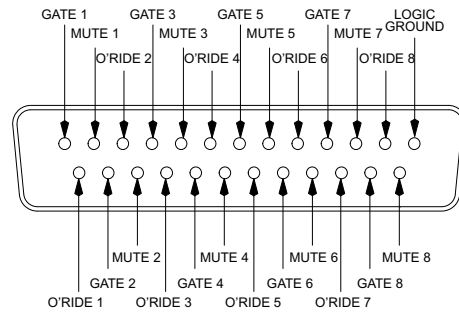 GATE 1 GATE 3 GATE 5 GATE 7 LOGIC
GROUND
MUTE 1 MUTE 3 MUTE 5 MUTE 7
O'RIDE 2 O'RIDE 4 O'RIDE 6 O'RIDE 8
MUTE 2 MUTE 4 MUTE 6 MUTE 8
GATE 2 GATE 4 GATE 6 GATE 8
O'RIDE 1 O'RIDE 3 O'RIDE 5 O'RIDE 7